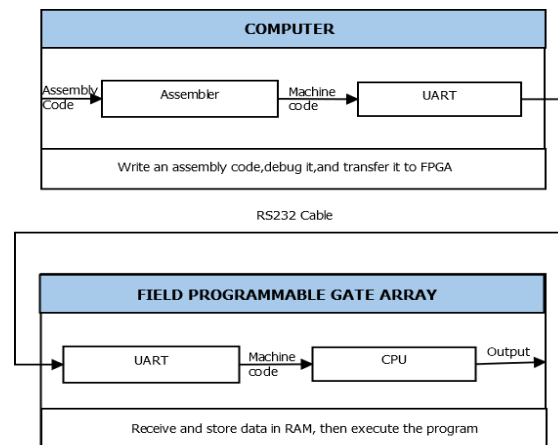 COMPUTER
Assembly
Code
Assembler
Machine
code
UART
Write an assembly code,debug it,and transfer it to FPGA
RS232 Cable
FIELD PROGRAMMABLE GATE ARRAY
UART
Machine
code
CPU
Output
Receive and store data in RAM, then execute the program